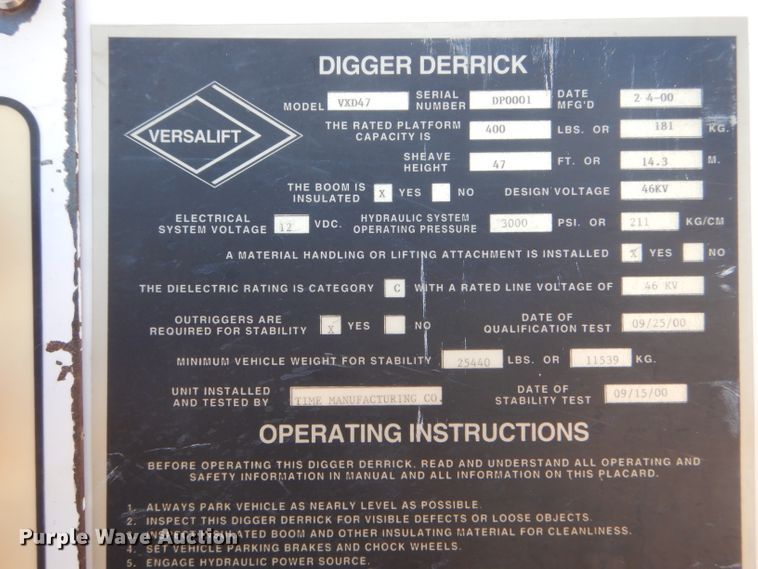 DIGGER DERRICK
VERSALIFT
MODEL VXD47 SERIAL NUMBER DP0001 DATE MFG'D 2 4-00
THE RATED PLATFORM CAPACITY IS 400 LBS. OR 181 KG.
SHEAVE HEIGHT 47 FT. OR 14.3 M.
THE BOOM IS INSULATED X YES NO DESIGN VOLTAGE 46KV
ELECTRICAL SYSTEM VOLTAGE 12 VDC. HYDRAULIC SYSTEM OPERATING PRESSURE 3000 PSI. OR 211 KG/CM
A MATERIAL HANDLING OR LIFTING ATTACHMENT IS INSTALLED X YES NO
THE DIELECTRIC RATING IS CATEGORY C WITH A RATED LINE VOLTAGE OF 46 KV
OUTRIGGERS ARE REQUIRED FOR STABILITY X YES NO DATE OF QUALIFICATION TEST 09/25/00
MINIMUM VEHICLE WEIGHT FOR STABILITY 25440 LBS. OR 11539 KG.
UNIT INSTALLED AND TESTED BY TIME MANUFACTURING CO. DATE OF STABILITY TEST 09/15/00
OPERATING INSTRUCTIONS
BEFORE OPERATING THIS DIGGER DERRICK, READ AND UNDERSTAND ALL OPERATING AND
SAFETY INFORMATION IN MANUAL AND ALL INFORMATION ON THIS PLACARD.
1. ALWAYS PARK VEHICLE AS NEARLY LEVEL AS POSSIBLE.
2. INSPECT THIS DIGGER DERRICK FOR VISIBLE DEFECTS OR LOOSE OBJECTS.
BOOM AND OTHER INSULATING MATERIAL FOR CLEANLINESS.
4. SET VEHICLE PARKING BRAKES AND CHOCK WHEELS.
5. ENGAGE HYDRAULIC POWER SOURCE.
Purple Wave Auction